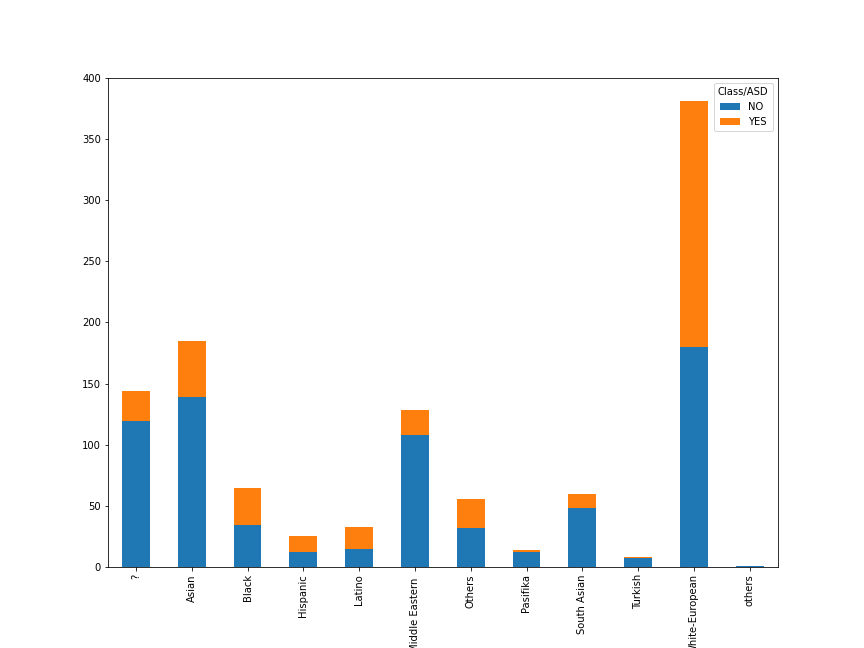 400
350
300
250
200
150
100
50
0
Class/ASD
NO
YES
?
Asian
Black
Hispanic
Latino
Middle Eastern
Others
Pasifika
South Asian
Turkish
White-European
others